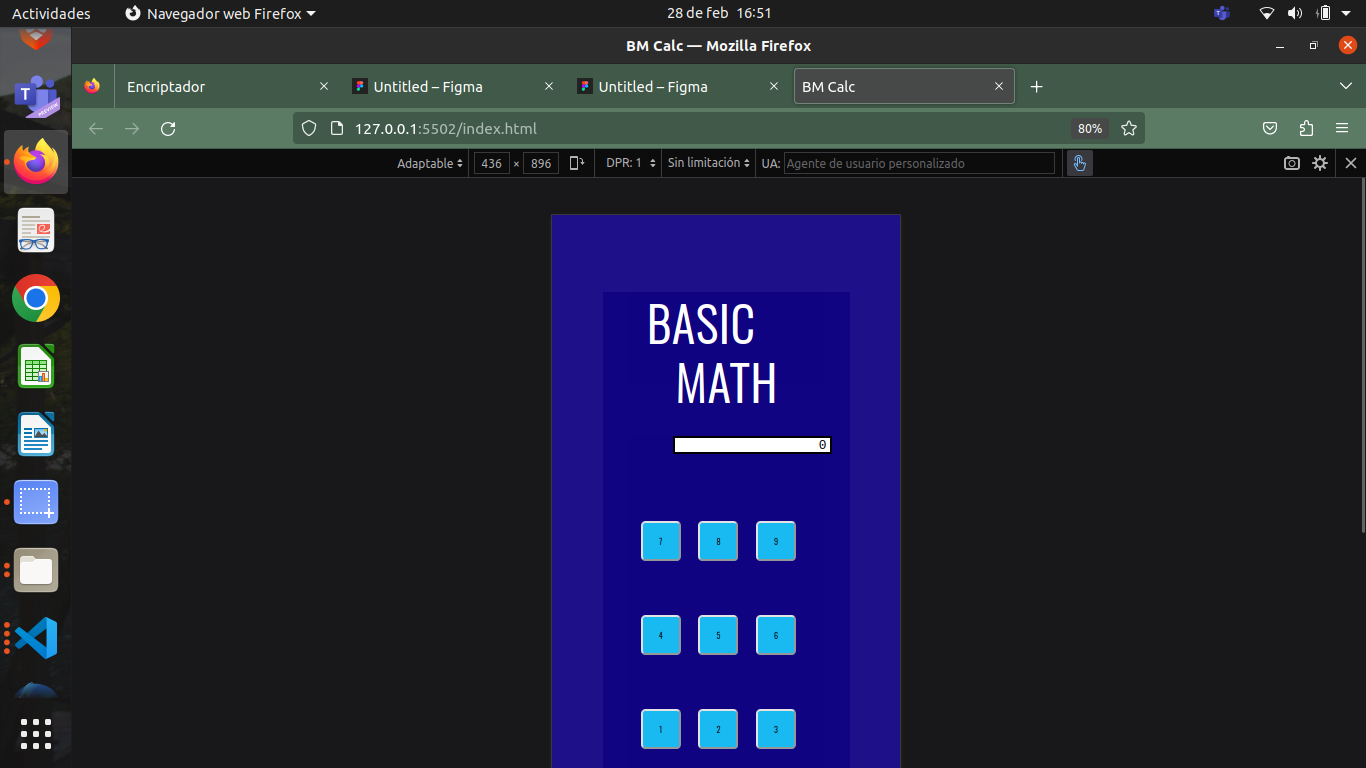 Actividades Navegador web Firefox 28 de feb 16:51
BM Calc — Mozilla Firefox
Encriptador Untitled – Figma Untitled – Figma BM Calc
127.0.0.1:5502/index.html 80%
Adaptable 436 × 896 DPR: 1 Sin limitación UA: Agente de usuario personalizado
PREVIEW
BASIC
MATH
0
7 8 9
4 5 6
1 2 3